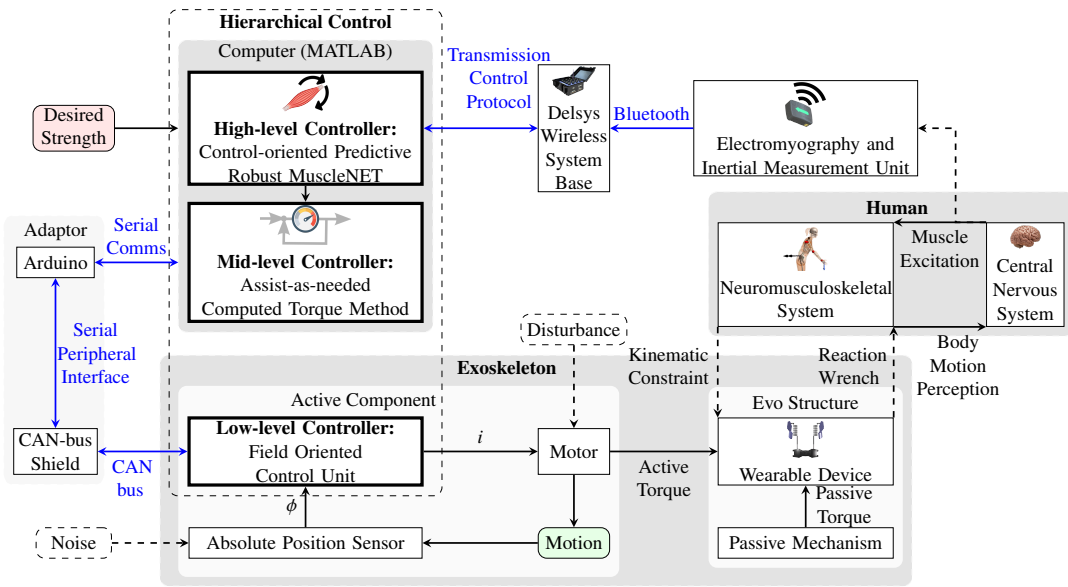 Hierarchical Control
Computer (MATLAB)
High-level Controller:
Control-oriented Predictive
Robust MuscleNET
Mid-level Controller:
Assist-as-needed
Computed Torque Method
Desired
Strength
Transmission
Control
Protocol
Delsys
Wireless
System
Base
Bluetooth
Electromyography and
Inertial Measurement Unit
Human
Neuromusculoskeletal
System
Muscle
Excitation
Central
Nervous
System
Adaptor
Arduino
Serial
Comms
Serial
Peripheral
Interface
CAN-bus
Shield
CAN
bus
Disturbance
Kinematic
Constraint
Reaction
Wrench
Body
Motion
Perception
Exoskeleton
Active Component
Low-level Controller:
Field Oriented
Control Unit
i
Motor
Active
Torque
Evo Structure
Wearable Device
Passive
Torque
Passive Mechanism
ϕ
Noise
Absolute Position Sensor
Motion